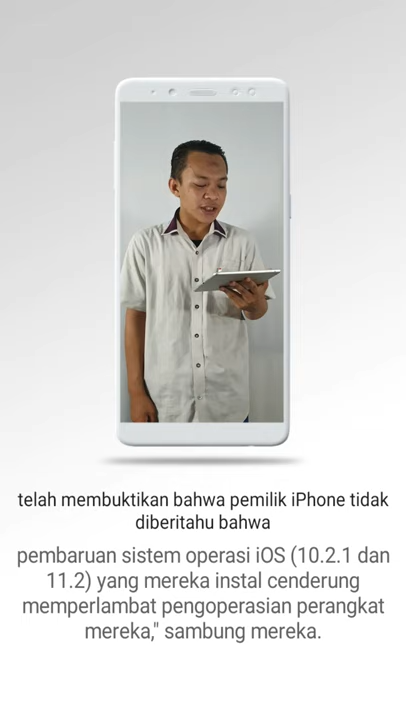 telah membuktikan bahwa pemilik iPhone tidak
diberitahu bahwa
pembaruan sistem operasi iOS (10.2.1 dan
11.2) yang mereka instal cenderung
memperlambat pengoperasian perangkat
mereka," sambung mereka.